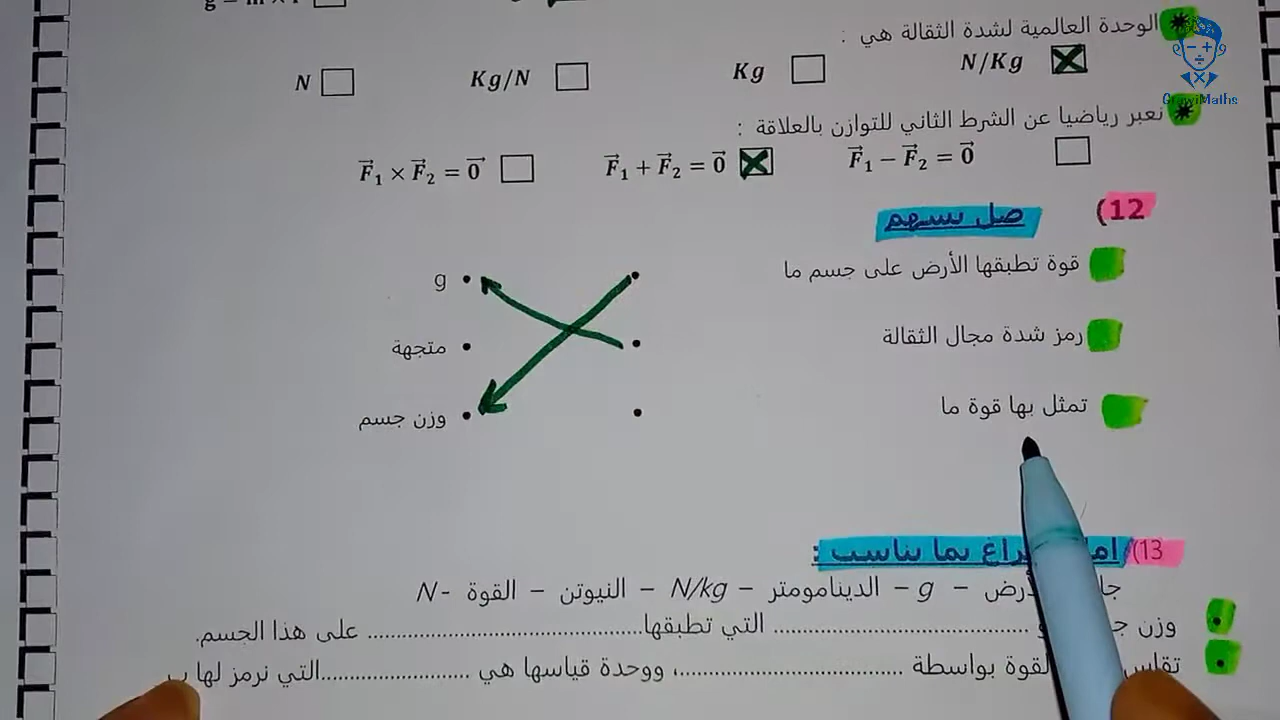 الوحدة العالمية لشدة الثقالة هي :
N/Kg Kg Kg/N N
نعبر رياضيا عن الشرط الثاني للتوازن بالعلاقة :
F⃗₁ − F⃗₂ = 0⃗ F⃗₁ + F⃗₂ = 0⃗ F⃗₁ × F⃗₂ = 0⃗
12) صل بسهم
قوة تطبقها الأرض على جسم ما • • g
رمز شدة مجال الثقالة • • متجهة
تمثل بها قوة ما • • وزن جسم
13) بما يناسب :
– g – الدينامومتر – N/kg – النيوتن – القوة -N
وزن ........ التي تطبقها........ على هذا الجسم.
القوة بواسطة ........، ووحدة قياسها هي ........التي نرمز لها ب